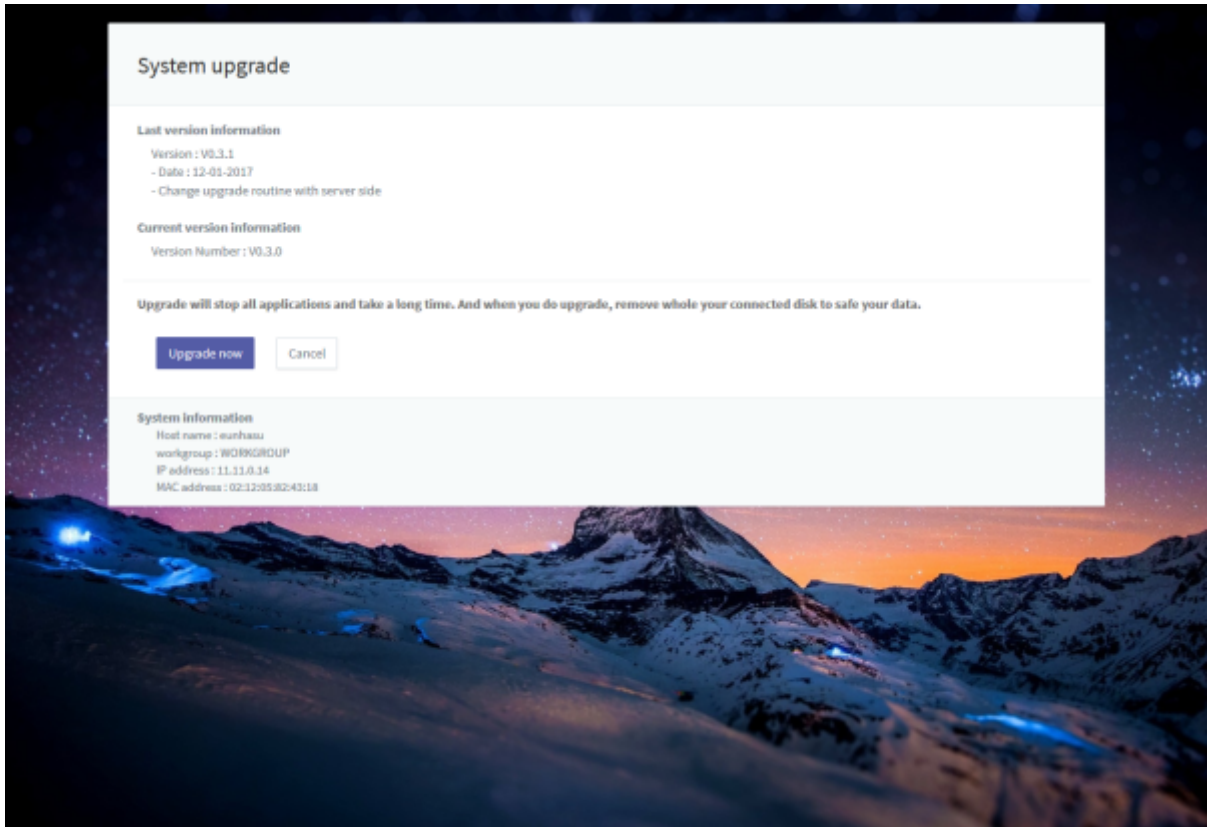 System upgrade
Last version information
Version : V0.3.1
- Date : 12-01-2017
- Change upgrade routine with server side
Current version information
Version Number : V0.3.0
Upgrade will stop all applications and take a long time. And when you do upgrade, remove whole your connected disk to safe your data.
Upgrade now
Cancel
System information
Host name : eunhasu
workgroup : WORKGROUP
IP address : 11.11.0.14
MAC address : 02:12:05:82:43:18